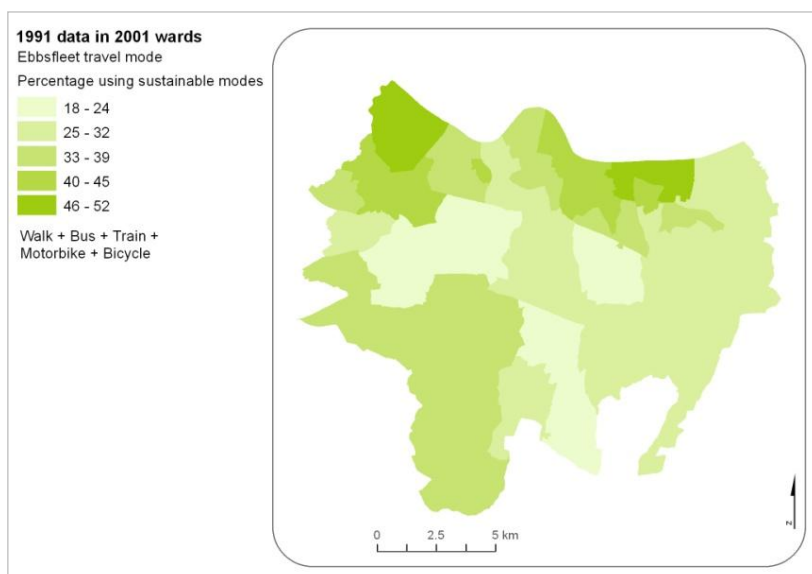 1991 data in 2001 wards
Ebbsfleet travel mode
Percentage using sustainable modes
18 - 24
25 - 32
33 - 39
40 - 45
46 - 52
Walk + Bus + Train +
Motorbike + Bicycle
0 2.5 5 km
N